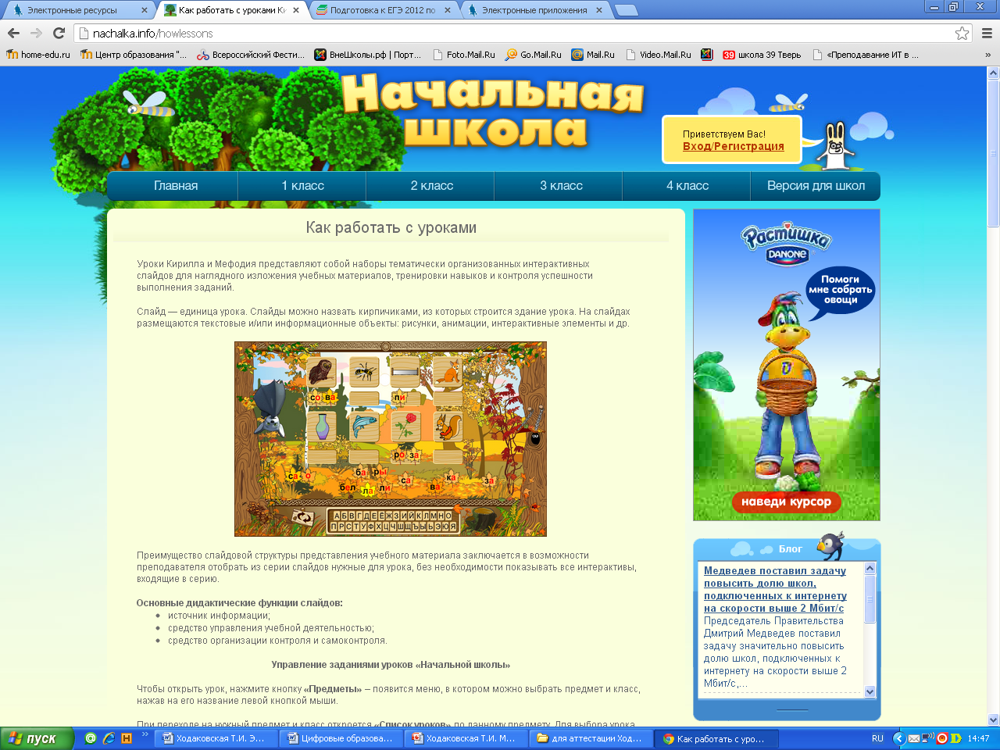 Электронные ресурсы
Как работать с уроками Ки
Подготовка к ЕГЭ 2012 по
Электронные приложения
nachalka.info/howlessons
home-edu.ru
Центр образования "...
Всероссийский Фести...
ВнеШколы.рф | Порт...
Foto.Mail.Ru
Go.Mail.Ru
Mail.Ru
Video.Mail.Ru
39 школа 39 Тверь
«Преподавание ИТ в ...
»
Начальная
школа
Приветствуем Вас!
Вход/Регистрация
Главная
1 класс
2 класс
3 класс
4 класс
Версия для школ
Как работать с уроками
Уроки Кирилла и Мефодия представляют собой наборы тематически организованных интерактивных
слайдов для наглядного изложения учебных материалов, тренировки навыков и контроля успешности
выполнения заданий.
Слайд — единица урока. Слайды можно назвать кирпичиками, из которых строится здание урока. На слайдах
размещаются текстовые и/или информационные объекты: рисунки, анимации, интерактивные элементы и др.
со ва
пи
ро за
са о
ба ры
бел ла ли
са
ва
ка
за
АБВГДЕЁЖЗИЙКЛМНО
ПРСТУФХЦЧШЩЪЫЬЭЮЯ
Преимущество слайдовой структуры представления учебного материала заключается в возможности
преподавателя отобрать из серии слайдов нужные для урока, без необходимости показывать все интерактивы,
входящие в серию.
Основные дидактические функции слайдов:
источник информации;
средство управления учебной деятельностью;
средство организации контроля и самоконтроля.
Управление заданиями уроков «Начальной школы»
Чтобы открыть урок, нажмите кнопку «Предметы» – появится меню, в котором можно выбрать предмет и класс,
нажав на его название левой кнопкой мыши.
При переходе на нужный предмет и класс откроется «Список уроков» по данному предмету. Для выбора урока
Растишка
DANONE
Помоги
мне собрать
овощи
наведи курсор
Блог
Медведев поставил задачу
повысить долю школ,
подключенных к интернету
на скорости выше 2 Мбит/с
Председатель Правительства
Дмитрий Медведев поставил
задачу значительно повысить
долю школ, подключенных к
интернету на скорости выше 2
Мбит/с,...
пуск
»
Ходаковская Т.И. Э...
Цифровые образова...
Ходаковская Т.И. М...
для аттестации Ход...
Как работать с уро...
RU
14:47